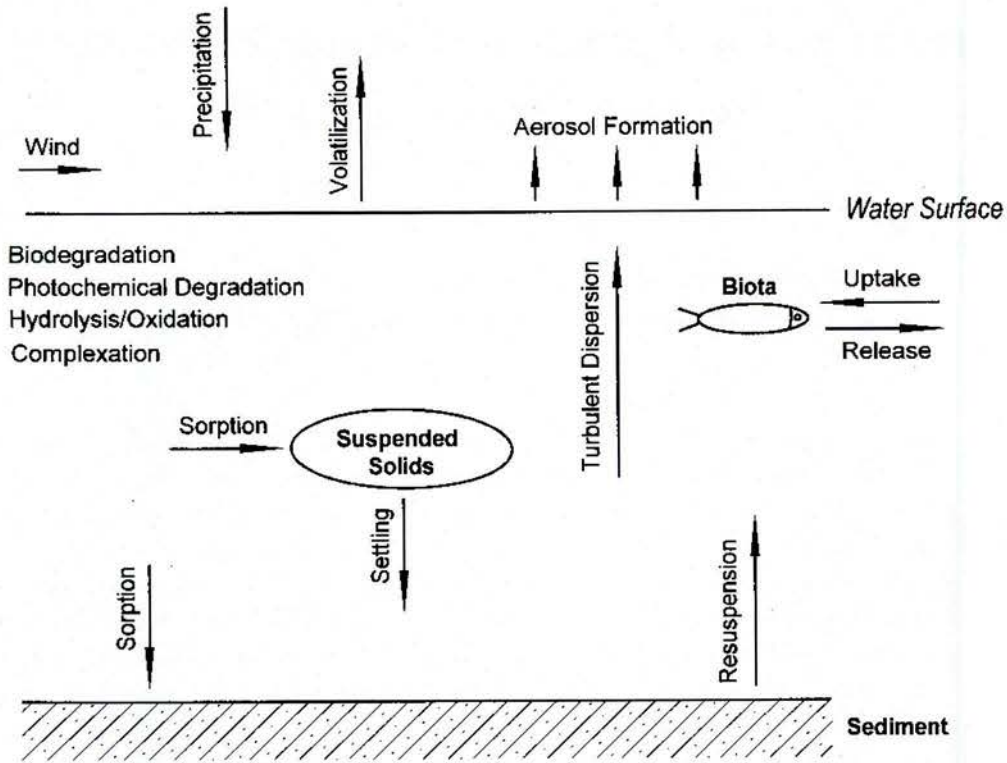 Precipitation
Volatilization
Aerosol Formation
Wind
Water Surface
Biodegradation
Photochemical Degradation
Hydrolysis/Oxidation
Complexation
Turbulent Dispersion
Biota
Uptake
Release
Sorption
Suspended
Solids
Settling
Sorption
Resuspension
Sediment